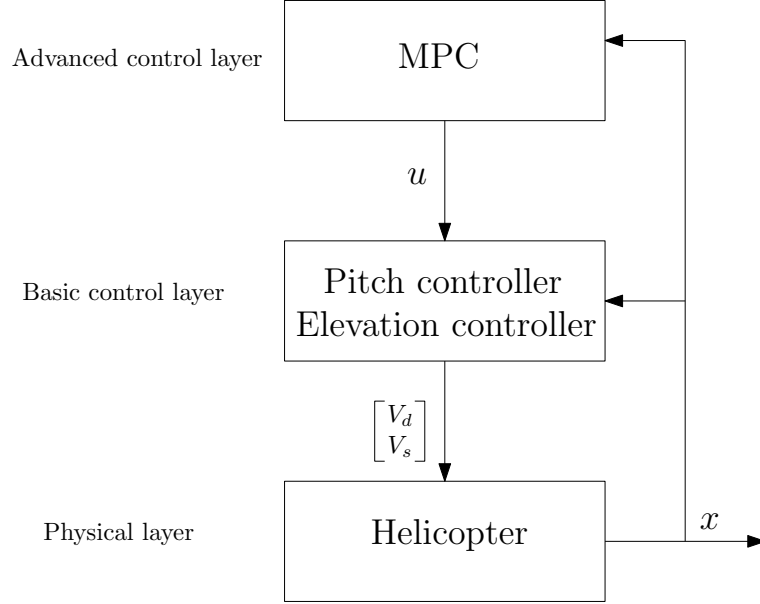 Advanced control layer
MPC
u
Basic control layer
Pitch controller
Elevation controller
V_d
V_s
Physical layer
Helicopter
x